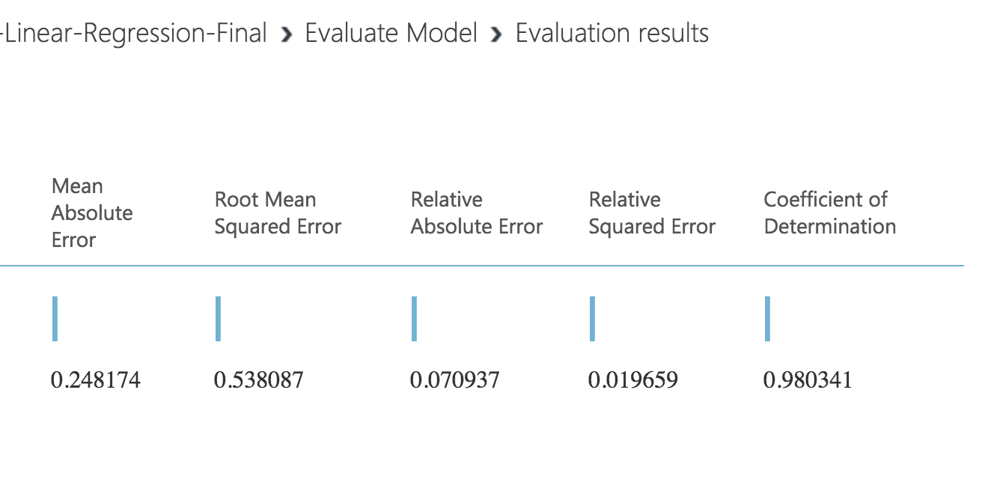 -Linear-Regression-Final › Evaluate Model › Evaluation results
Mean
Absolute
Error
Root Mean
Squared Error
Relative
Absolute Error
Relative
Squared Error
Coefficient of
Determination
0.248174 0.538087 0.070937 0.019659 0.980341